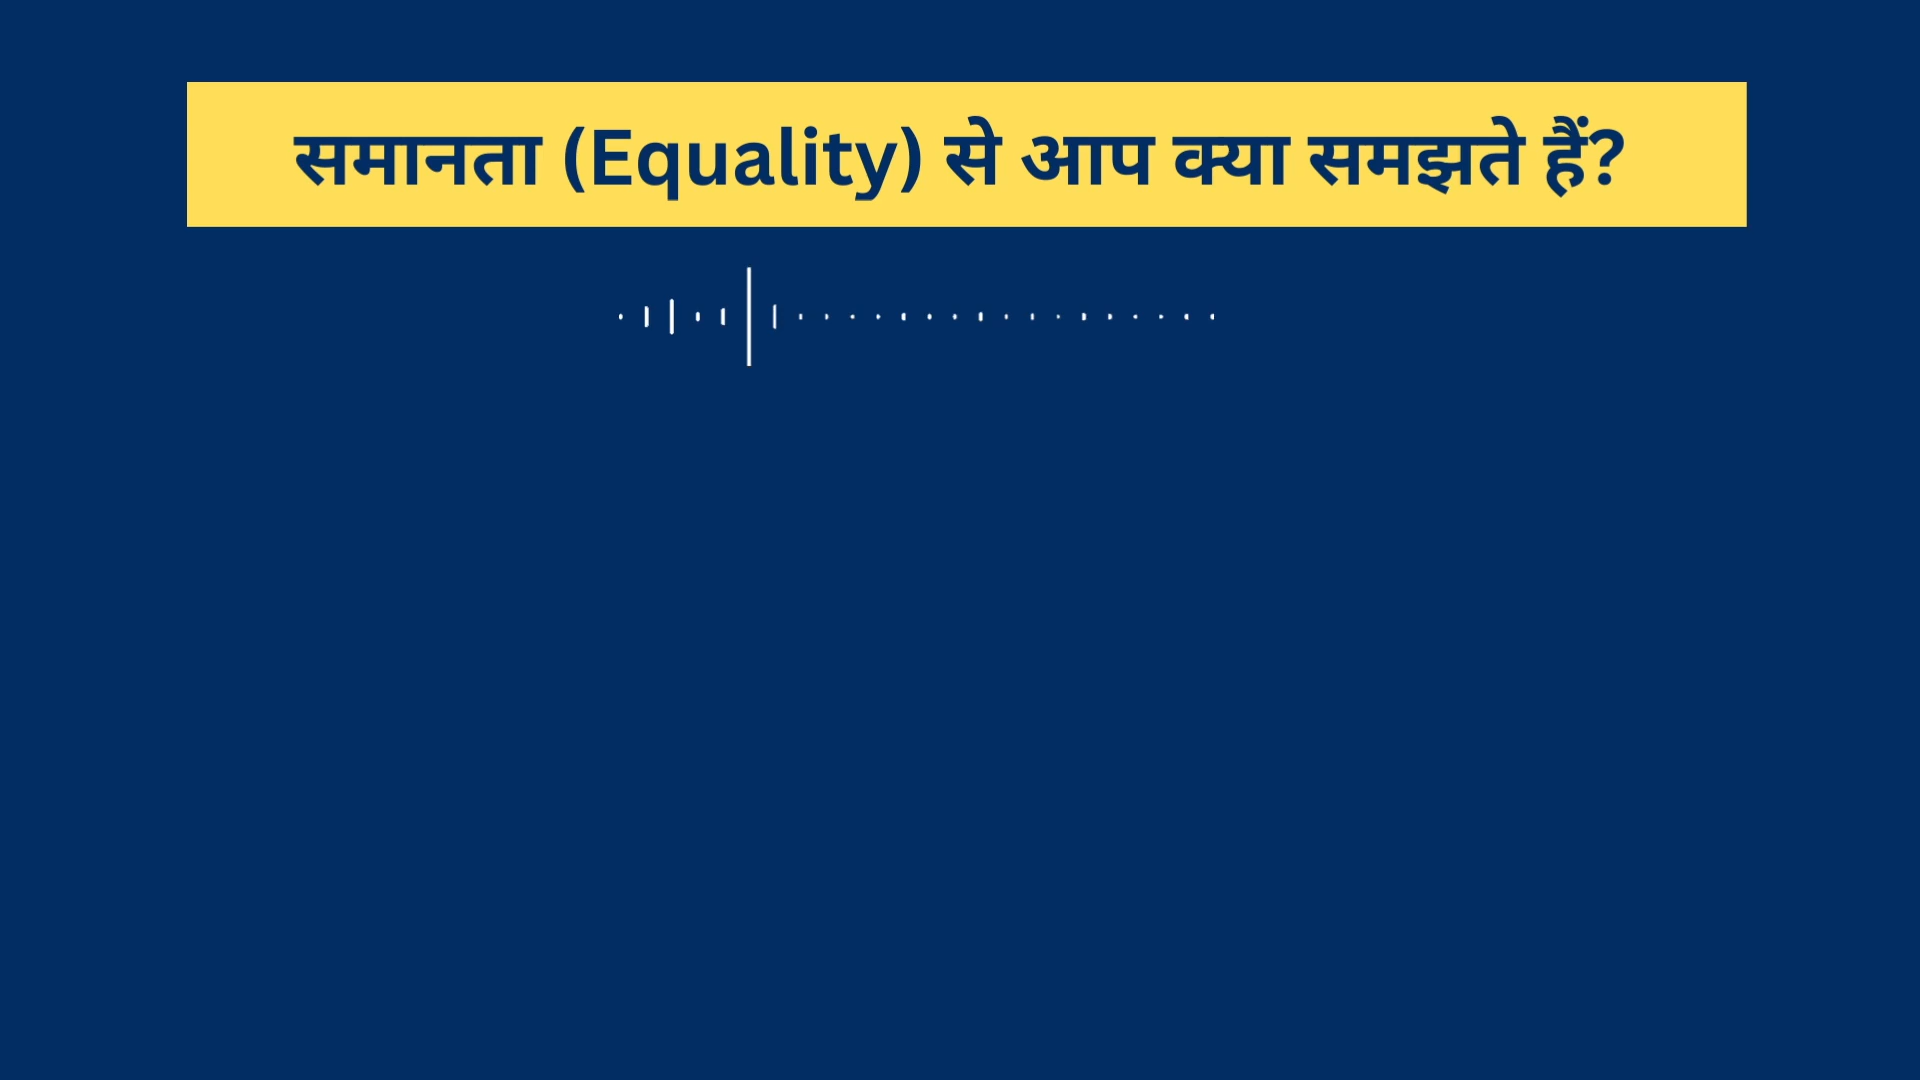 समानता (Equality) से आप क्या समझते हैं?